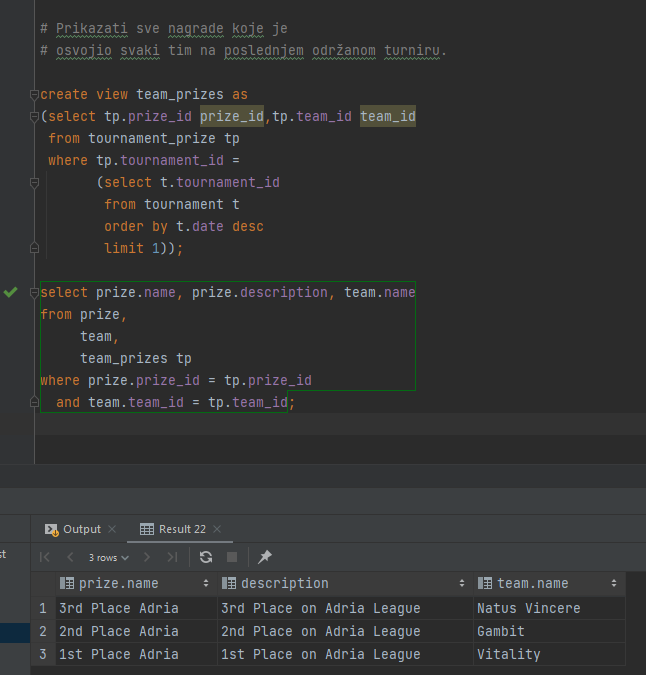 # Prikazati sve nagrade koje je
# osvojio svaki tim na poslednjem održanom turniru.
create view team_prizes as
(select tp.prize_id prize_id,tp.team_id team_id
from tournament_prize tp
where tp.tournament_id =
(select t.tournament_id
from tournament t
order by t.date desc
limit 1));
select prize.name, prize.description, team.name
from prize,
team,
team_prizes tp
where prize.prize_id = tp.prize_id
and team.team_id = tp.team_id;
Output Result 22
st 3 rows
prize.name description team.name
1 3rd Place Adria 3rd Place on Adria League Natus Vincere
2 2nd Place Adria 2nd Place on Adria League Gambit
3 1st Place Adria 1st Place on Adria League Vitality